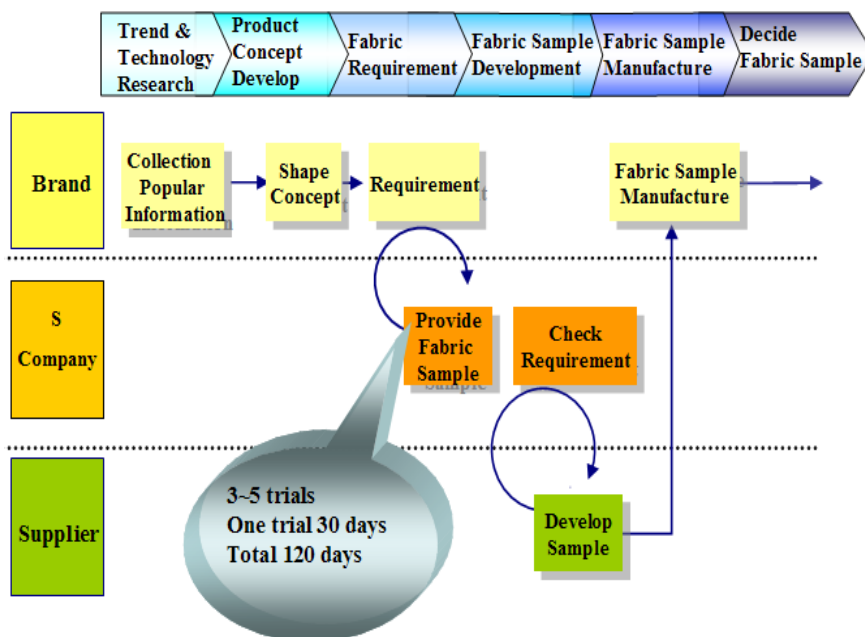 Trend &
Technology
Research
Product
Concept
Develop
Fabric
Requirement
Fabric Sample
Development
Fabric Sample
Manufacture
Decide
Fabric Sample
Brand
Collection
Popular
Information
Shape
Concept
Requirement
Fabric Sample
Manufacture
S
Company
Provide
Fabric
Sample
Check
Requirement
Supplier
3~5 trials
One trial 30 days
Total 120 days
Develop
Sample